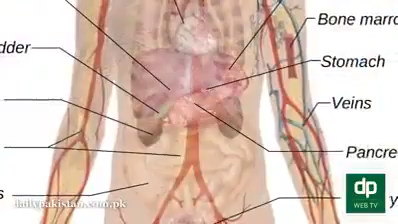 Bone marro
dder
Stomach
Veins
Pancre
dp
WEB TV
dailypakistan.com.pk
y
s